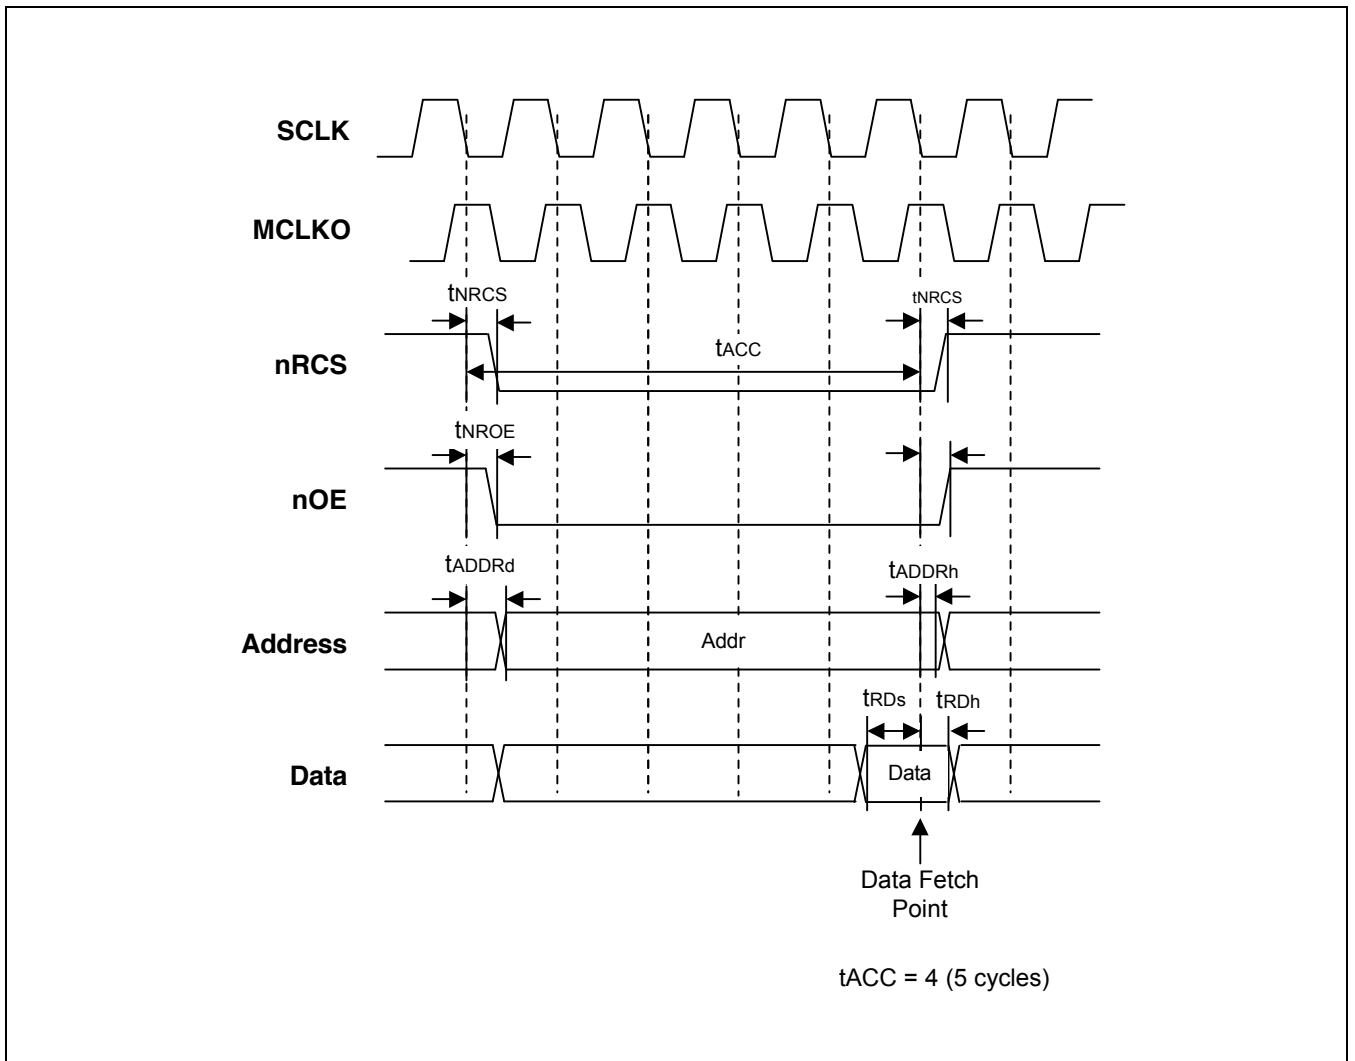 SCLK
MCLKO
tNRCS
tNRCS
nRCS
tACC
tNROE
nOE
tADDRd
tADDRh
Address
Addr
tRDs
tRDh
Data
Data
Data Fetch
Point
tACC = 4 (5 cycles)